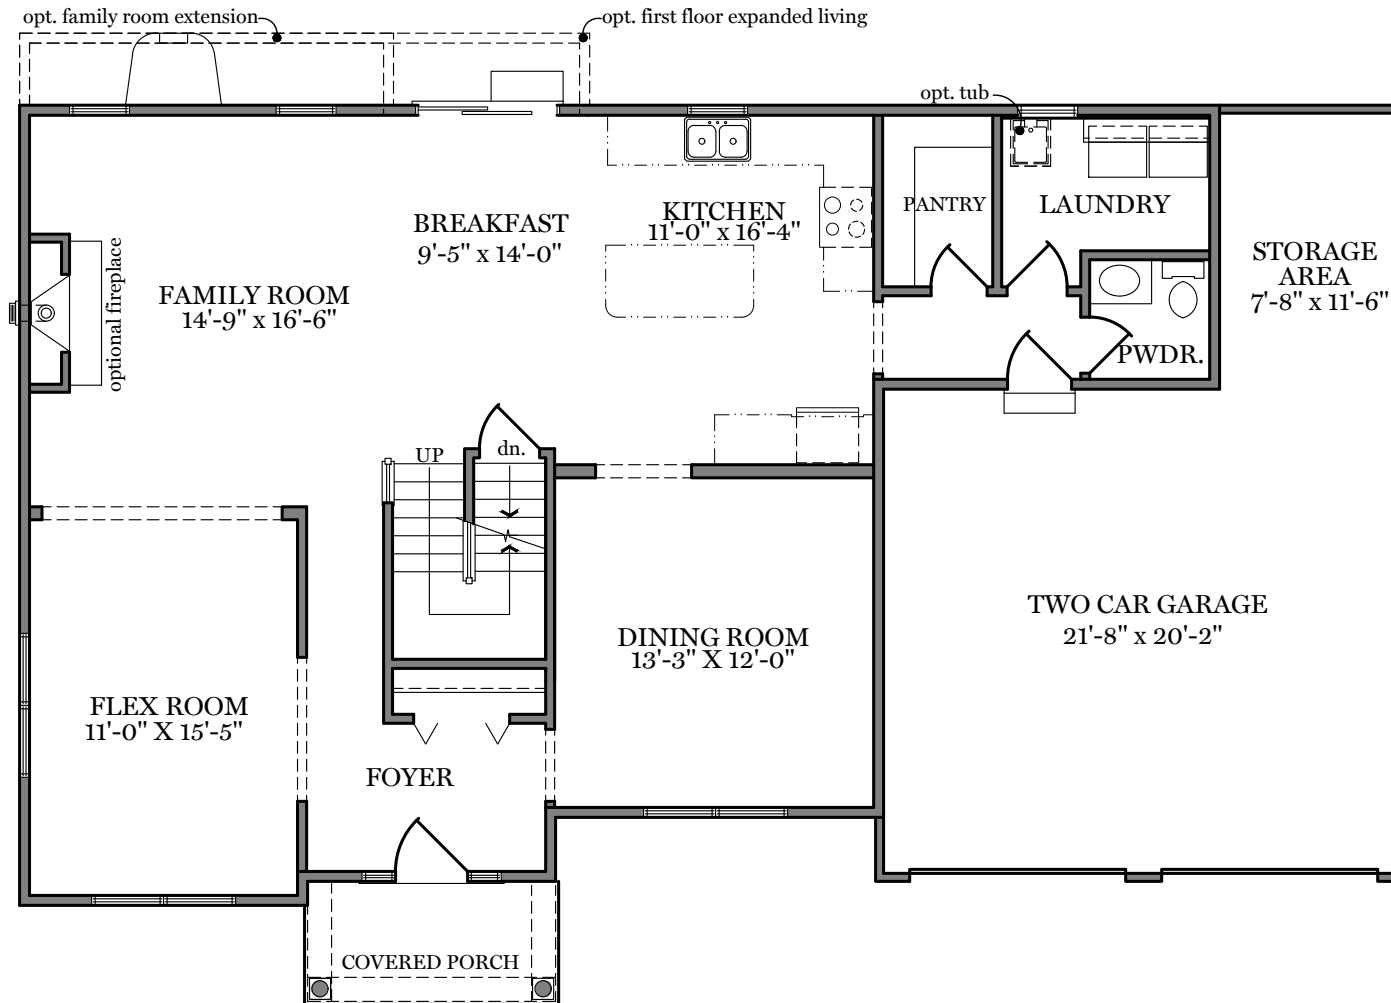 opt. family room extension
opt. first floor expanded living
opt. tub
BREAKFAST
9'-5" x 14'-0"
KITCHEN
11'-0" x 16'-4"
PANTRY
LAUNDRY
STORAGE
AREA
7'-8" x 11'-6"
FAMILY ROOM
14'-9" x 16'-6"
optional fireplace
PWDR.
UP
dn.
TWO CAR GARAGE
21'-8" x 20'-2"
DINING ROOM
13'-3" X 12'-0"
FLEX ROOM
11'-0" X 15'-5"
FOYER
COVERED PORCH